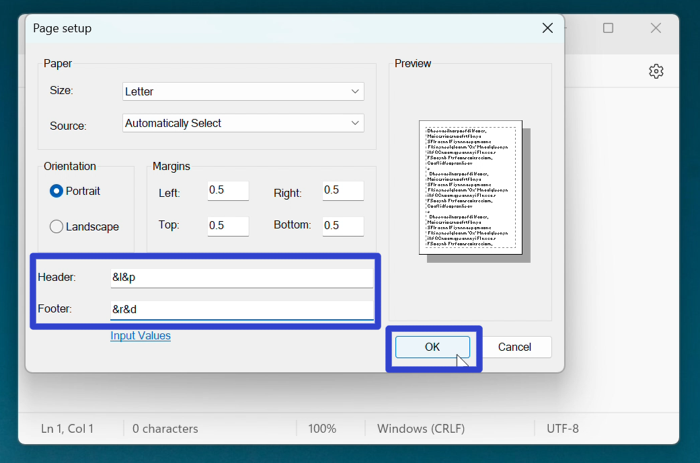 Page setup
Paper
Size: Letter
Source: Automatically Select
Preview
Orientation
Portrait
Landscape
Margins
Left: 0.5 Right: 0.5
Top: 0.5 Bottom: 0.5
Header: &l&p
Footer: &r&d
Input Values
OK Cancel
Ln 1, Col 1 0 characters 100% Windows (CRLF) UTF-8